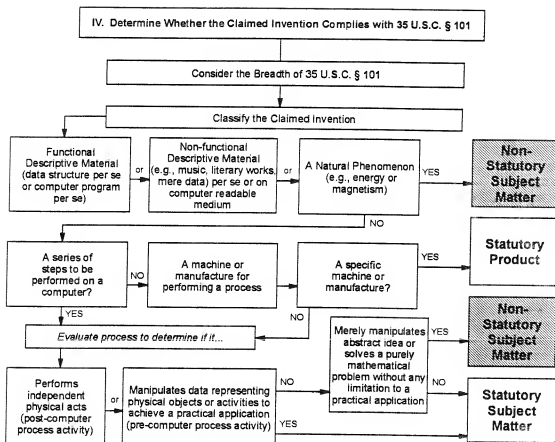 IV. Determine Whether the Claimed Invention Complies with 35 U.S.C. § 101
Consider the Breadth of 35 U.S.C. § 101
Classify the Claimed Invention
Functional
Descriptive Material
(data structure per
se or computer program
per se)
or
Non-functional
Descriptive Material
(e.g., music, literary works,
mere data) per se or on
computer readable
medium
or
A Natural Phenomenon
(e.g., energy or
magnetism)
YES
Non-
Statutory
Subject
Matter
NO
A series of
steps to be
performed on a
computer?
NO
A machine or
manufacture for
performing a process
A specific
machine or
manufacture?
YES
Statutory
Product
YES
NO
Evaluate process to determine if it...
Performs
independent
physical acts
(post-computer
process activity)
or
Manipulates data representing
physical objects or activities to
achieve a practical application
(pre-computer process activity)
NO
YES
Merely manipulates
abstract idea or
solves a purely
mathematical
problem without any
limitation to a
practical application
YES
Non-
Statutory
Subject
Matter
NO
Statutory
Subject
Matter